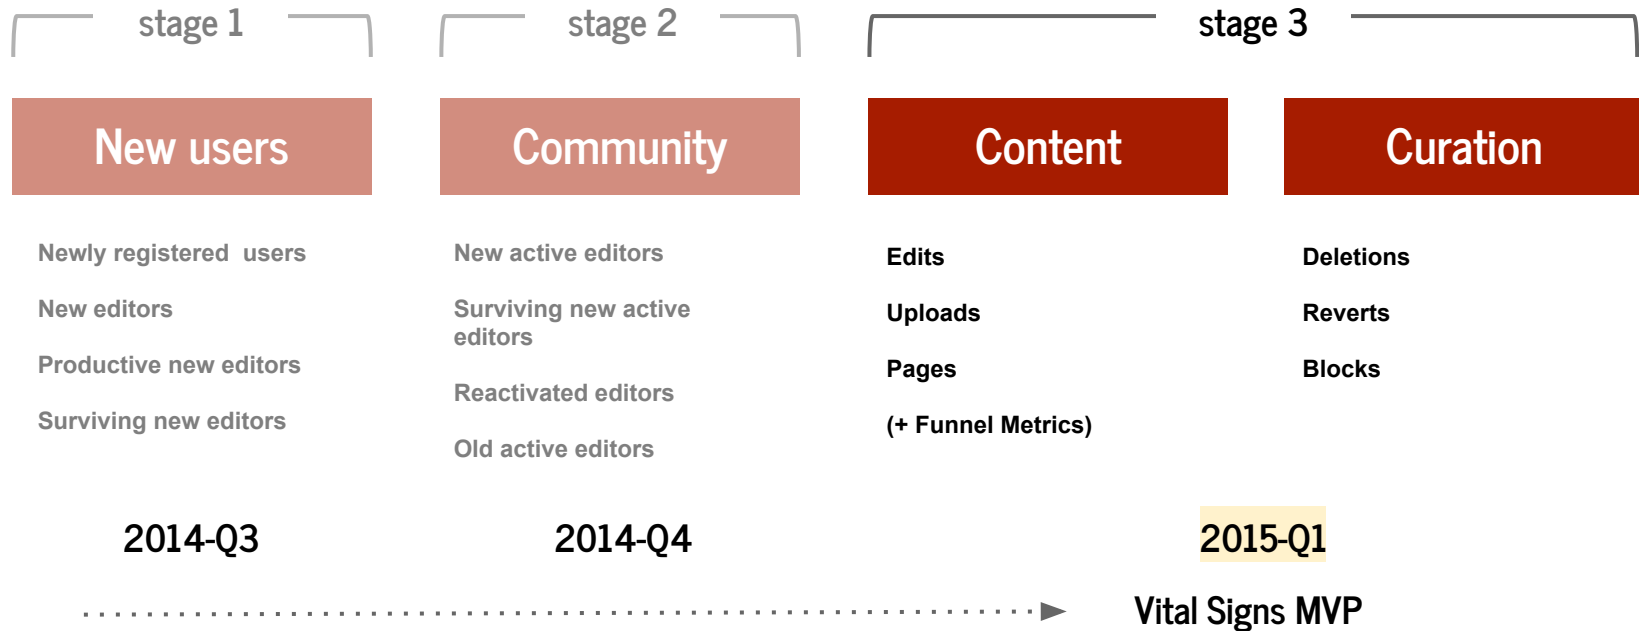 stage 1
stage 2
stage 3
New users
Community
Content
Curation
Newly registered users
New editors
Productive new editors
Surviving new editors
New active editors
Surviving new active
editors
Reactivated editors
Old active editors
Edits
Uploads
Pages
(+ Funnel Metrics)
Deletions
Reverts
Blocks
2014-Q3
2014-Q4
2015-Q1
Vital Signs MVP